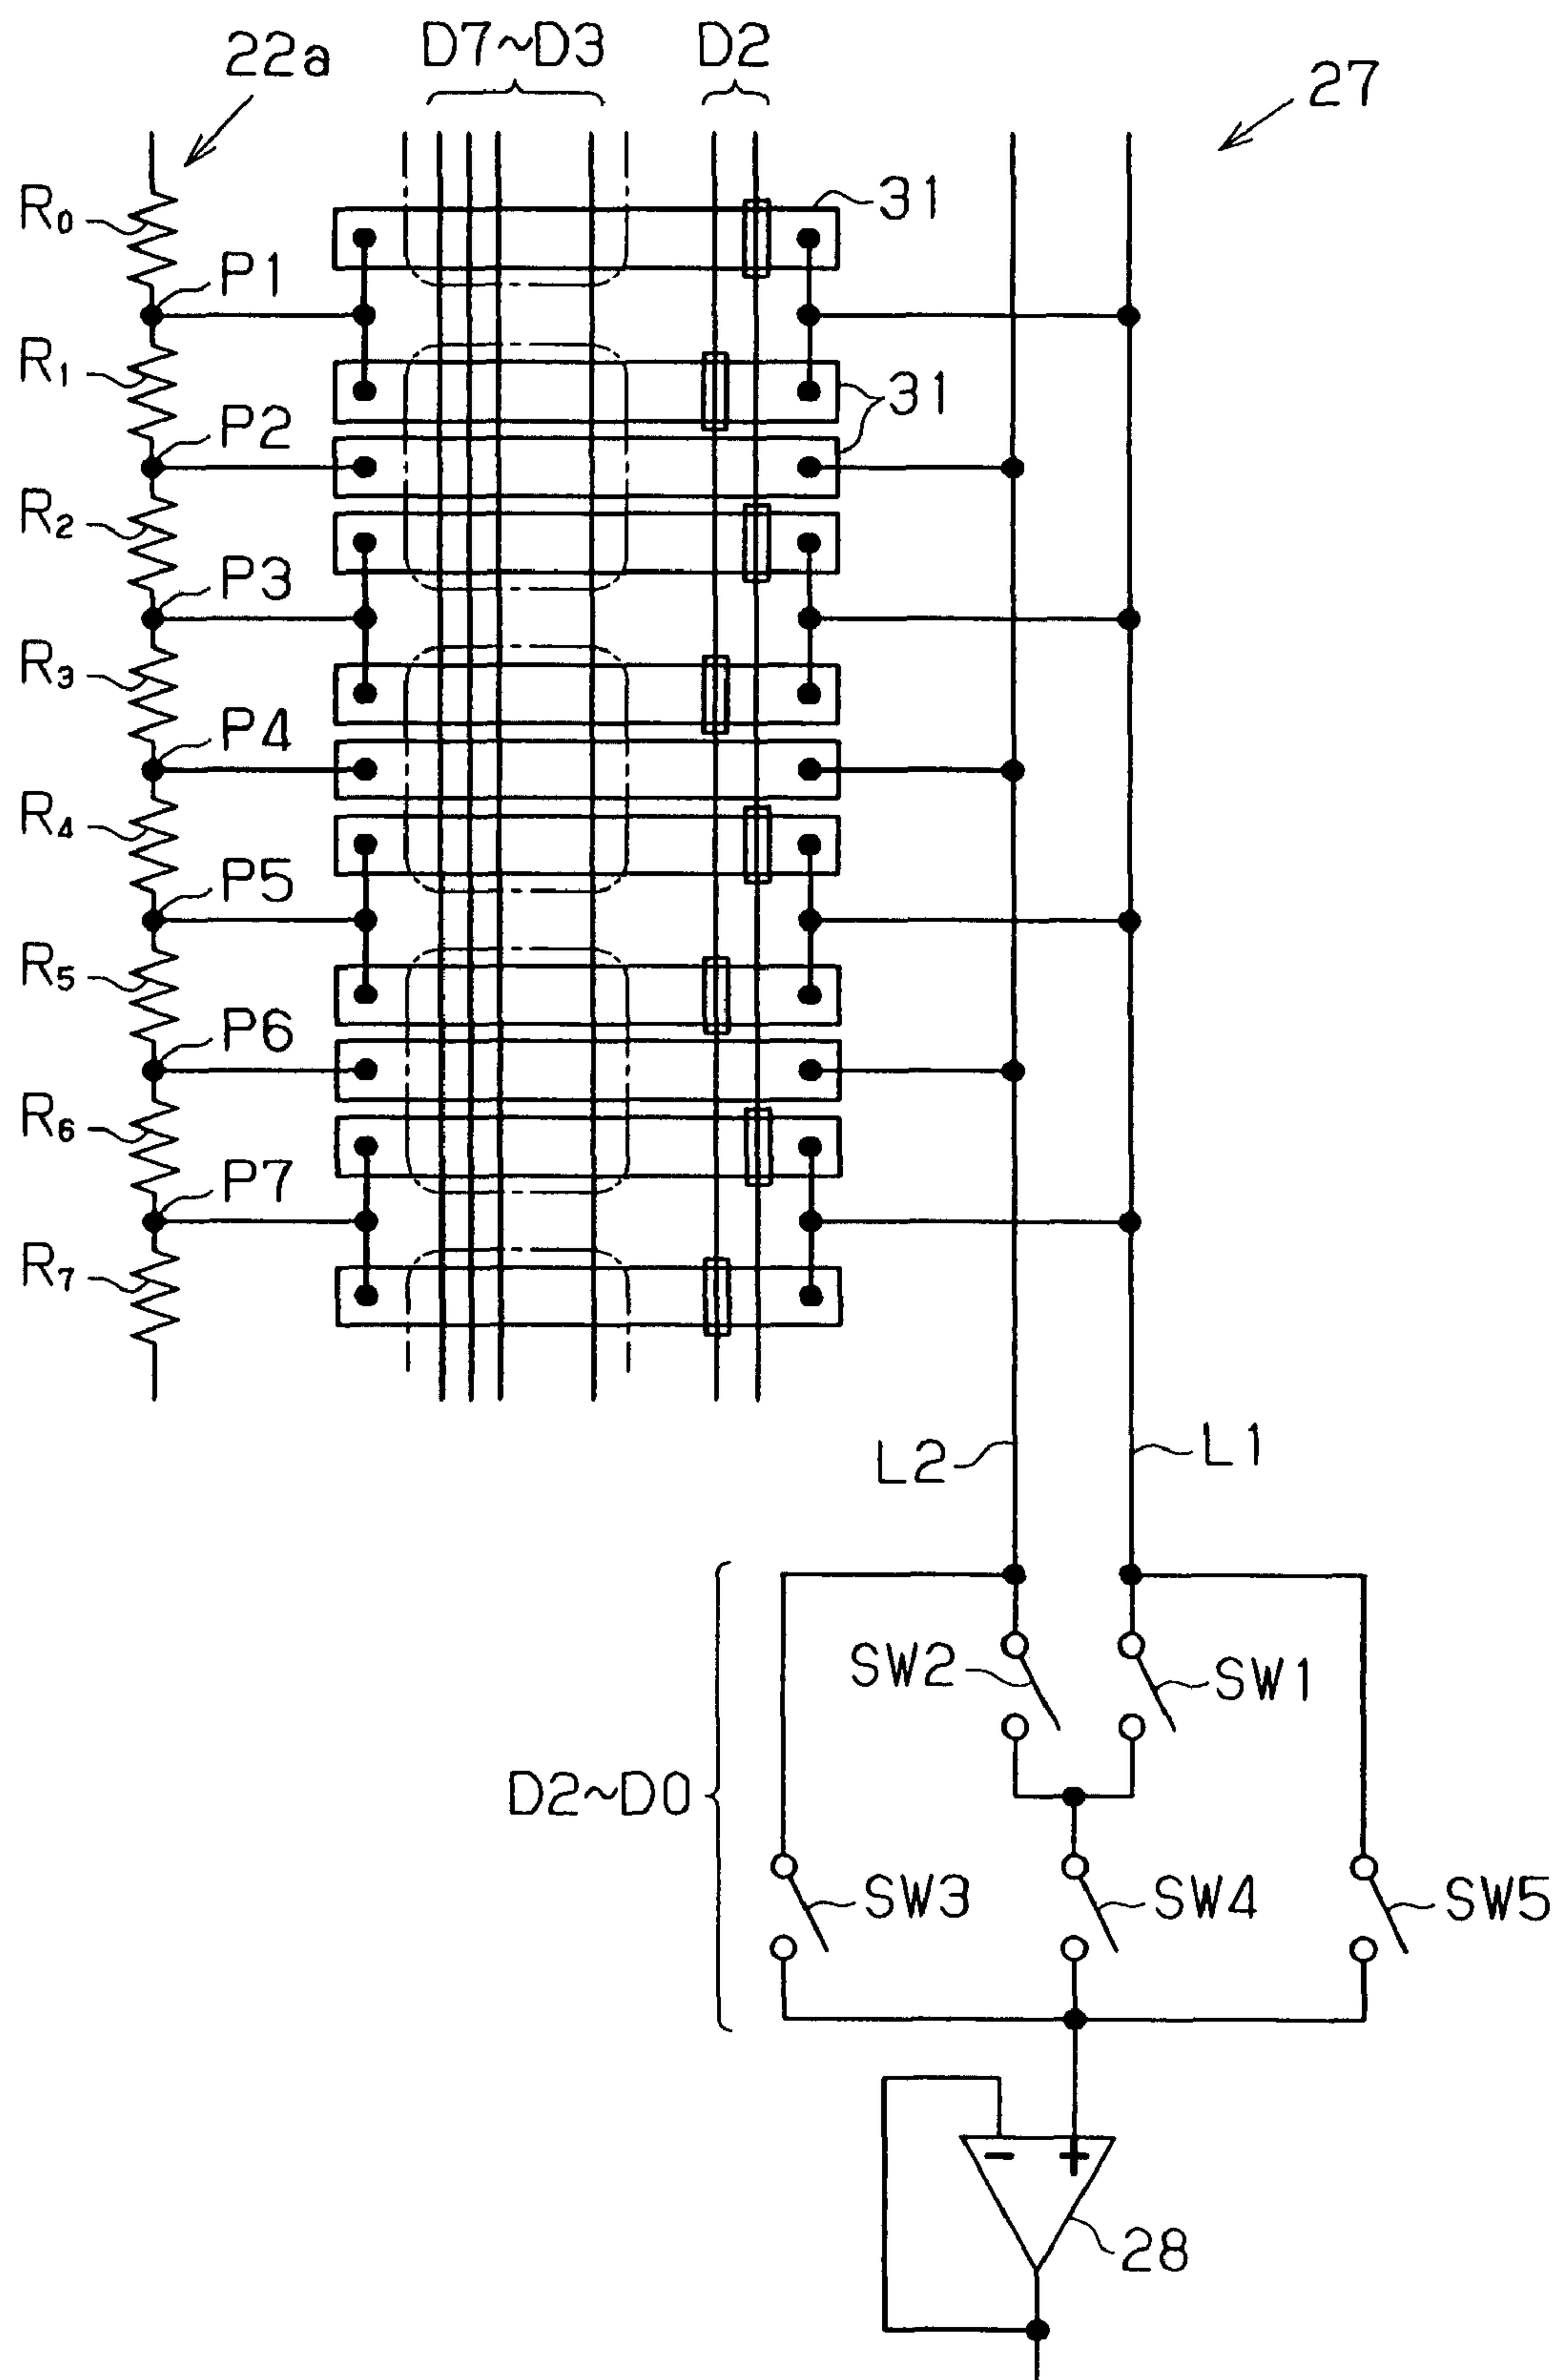 22a
D7~D3
D2
27
R0
31
P1
R1
31
P2
R2
P3
R3
P4
R4
P5
R5
P6
R6
P7
R7
L2
L1
SW2
SW1
D2~D0
SW3
SW4
SW5
- +
28